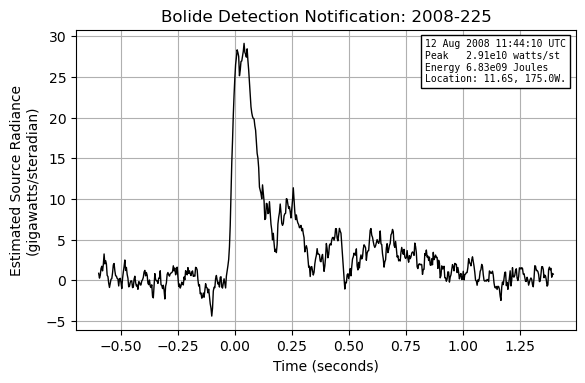 Bolide Detection Notification: 2008-225
12 Aug 2008 11:44:10 UTC
Peak   2.91e10 watts/st
Energy 6.83e09 Joules
Location: 11.6S, 175.0W.
Estimated Source Radiance
(gigawatts/steradian)
30
25
20
15
10
5
0
−5
−0.50
−0.25
0.00
0.25
0.50
0.75
1.00
1.25
Time (seconds)